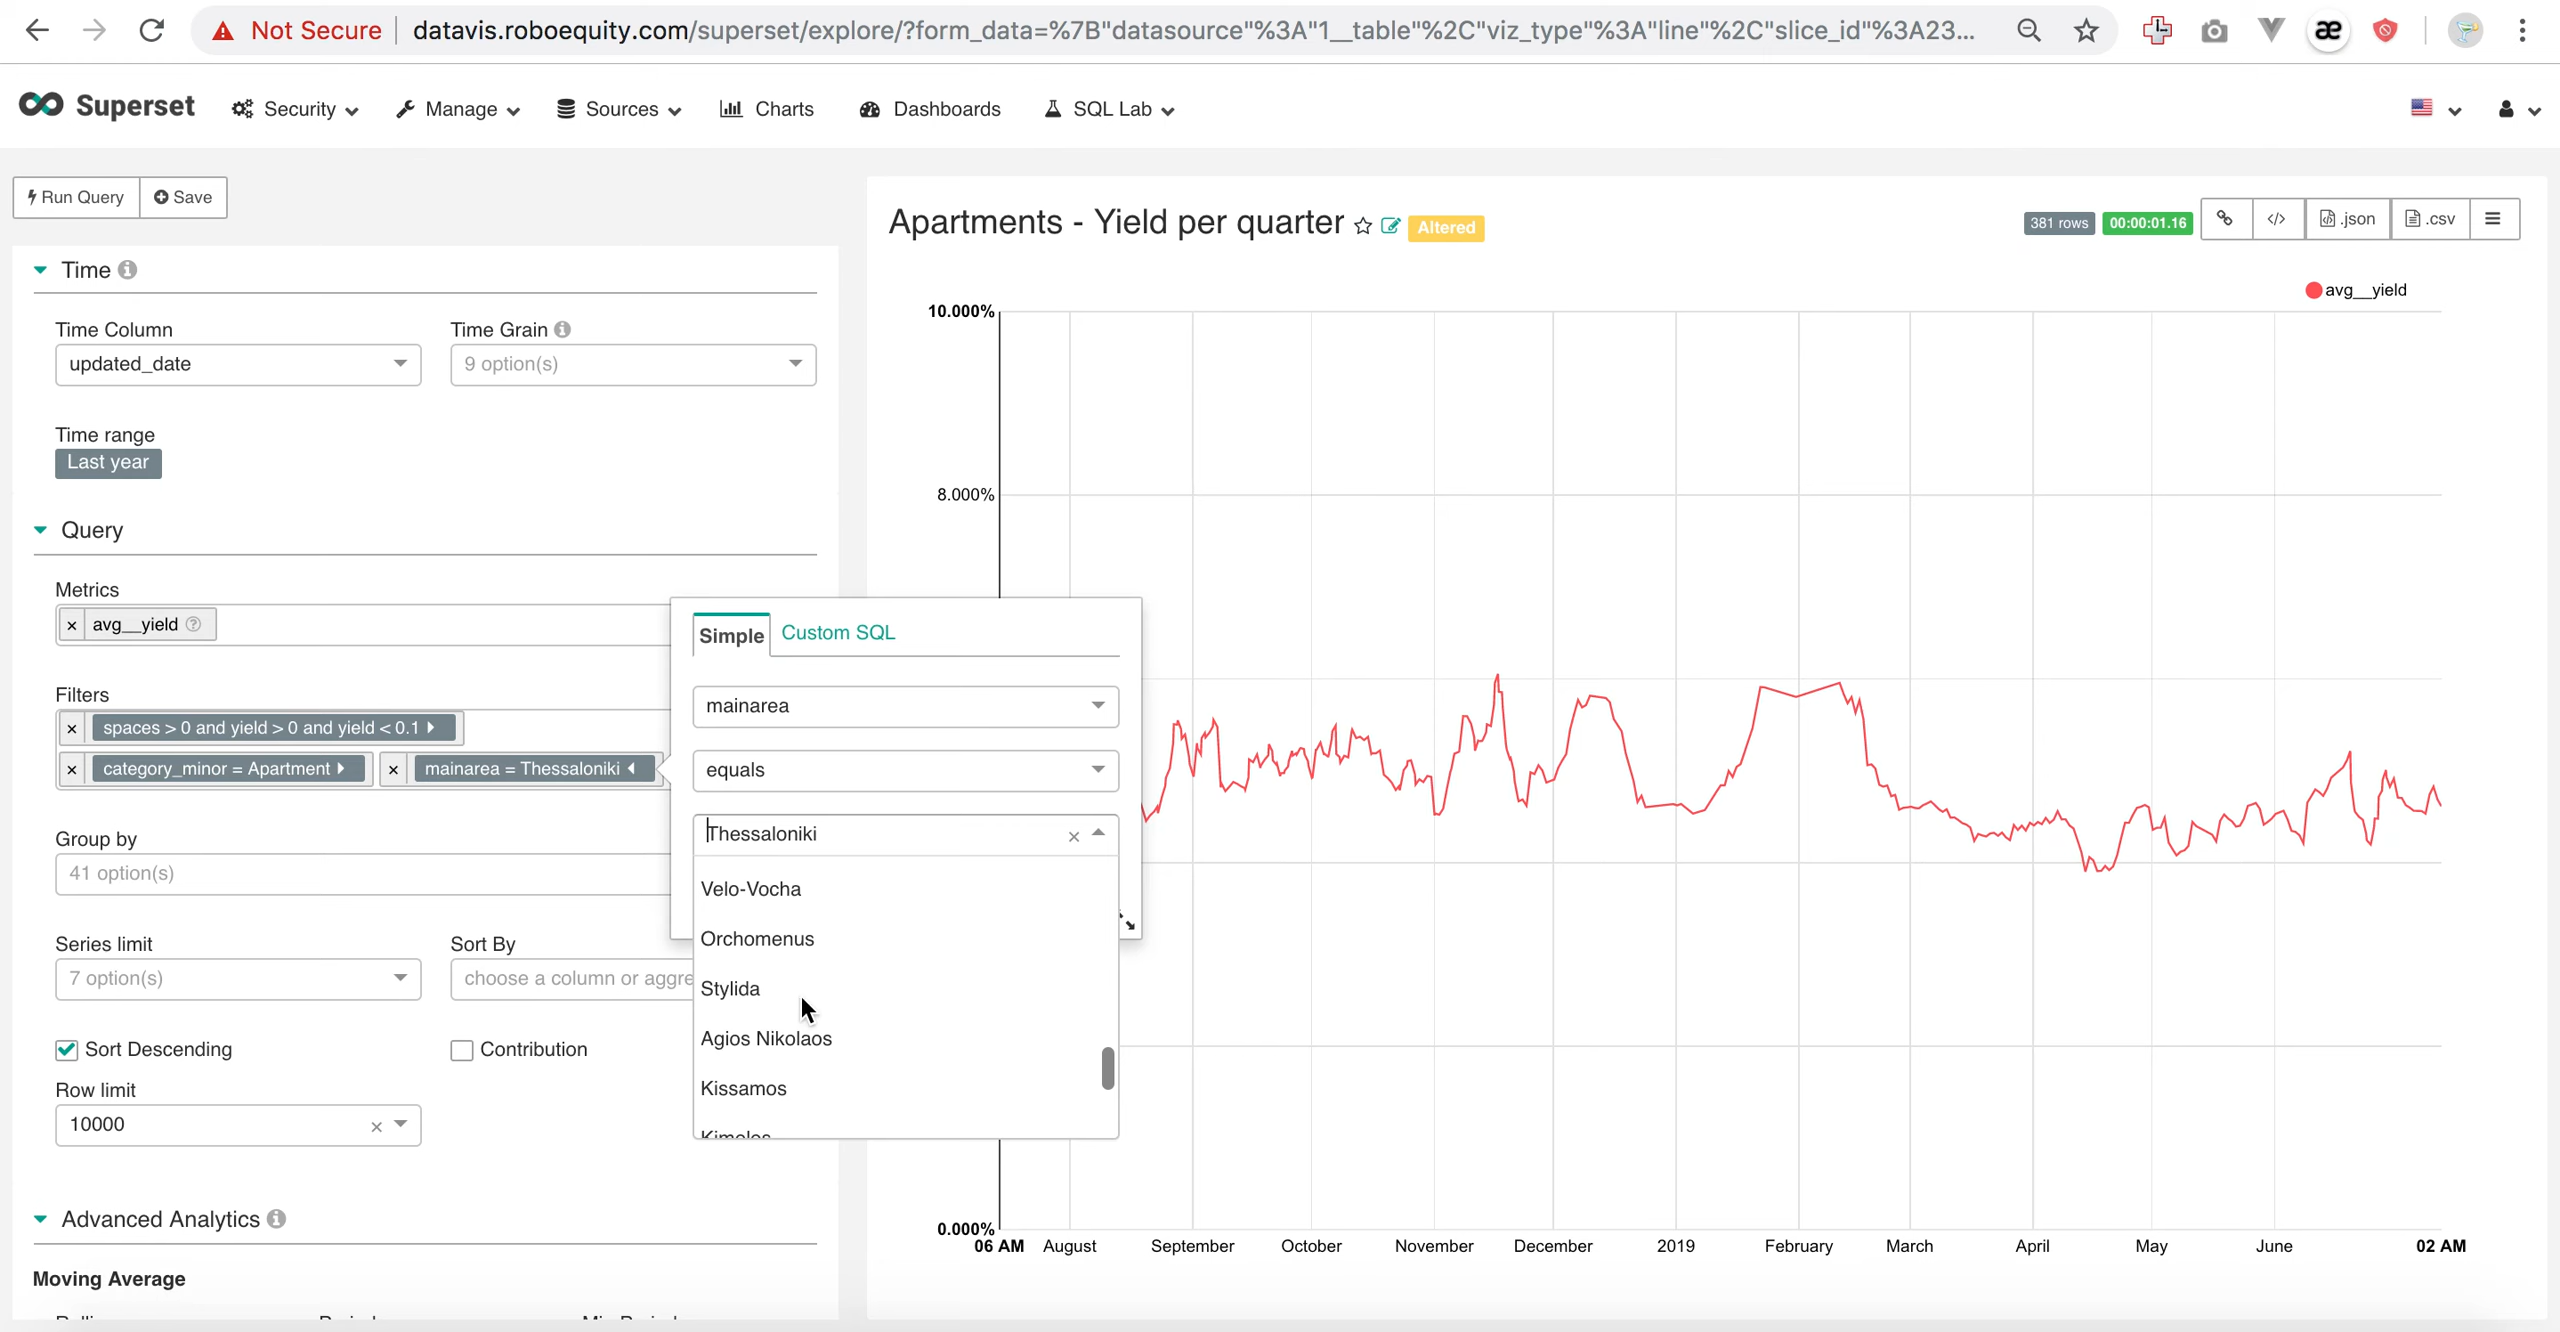 Not Secure | datavis.roboequity.com/superset/explore/?form_data=%7B"datasource"%3A"1__table"%2C"viz_type"%3A"line"%2C"slice_id"%3A23...
æ
Superset Security Manage Sources Charts Dashboards SQL Lab
Run Query Save
Apartments - Yield per quarter Altered 381 rows 00:00:01.16 </> .json .csv
Time
Time Column Time Grain
updated_date 9 option(s)
Time range
Last year
Query
Metrics
× avg__yield
Filters
× spaces > 0 and yield > 0 and yield < 0.1
× category_minor = Apartment × mainarea = Thessaloniki
Group by
41 option(s)
Series limit Sort By
7 option(s) choose a column or aggre
Sort Descending Contribution
Row limit
10000 ×
Advanced Analytics
Moving Average
Simple Custom SQL
mainarea
equals
Thessaloniki ×
Velo-Vocha
Orchomenus
Stylida
Agios Nikolaos
Kissamos
avg__yield
10.000%
8.000%
0.000%
06 AM August September October November December 2019 February March April May June 02 AM